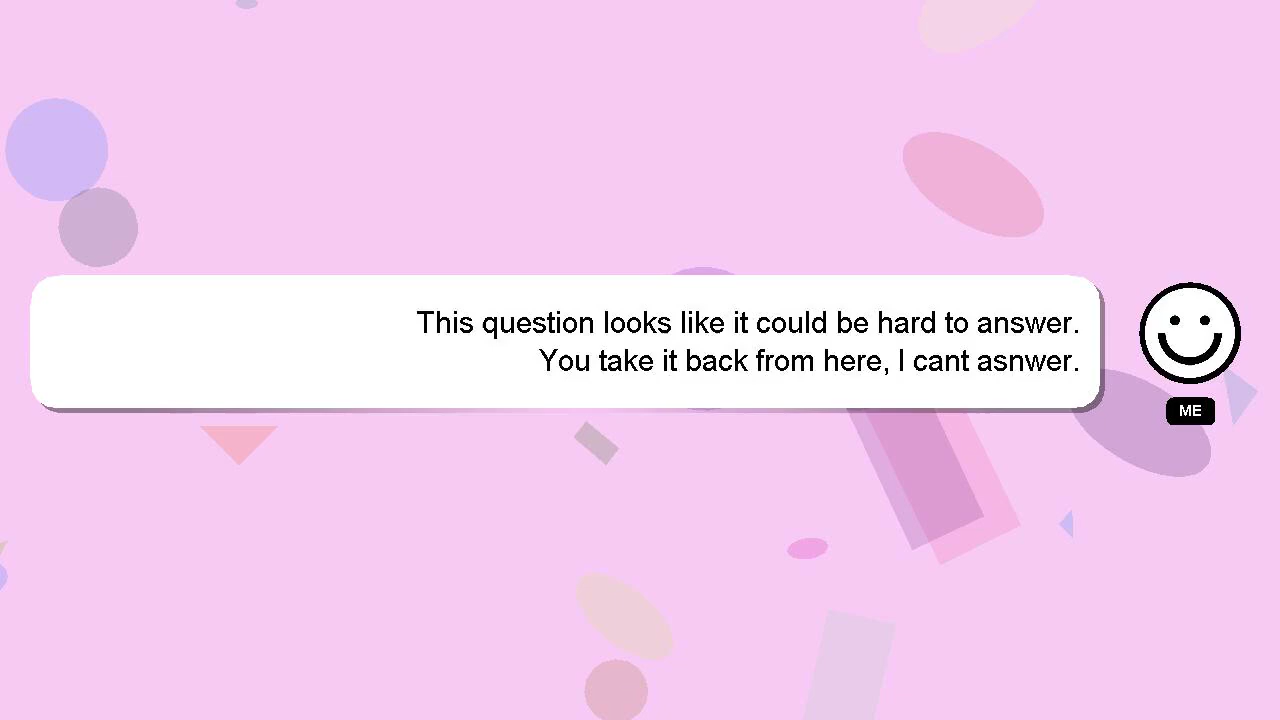 This question looks like it could be hard to answer.
You take it back from here, I cant asnwer.
ME